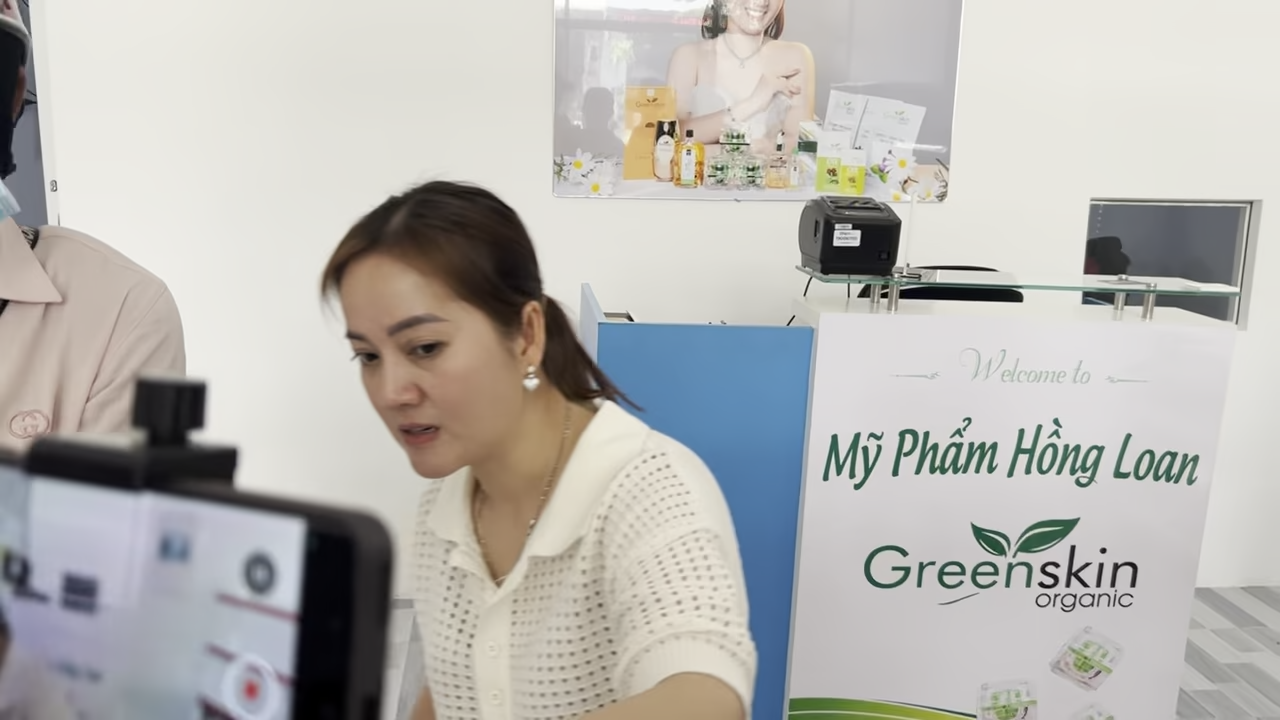 Welcome to
Mỹ Phẩm Hồng Loan
Greenskin
organic